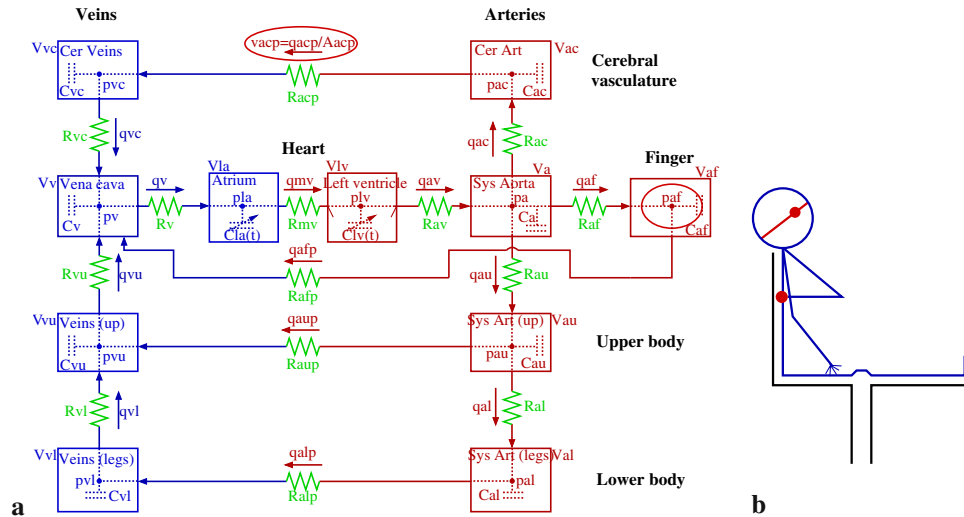 Veins
Arteries
Vvc
Cer Veins
Cvc
pvc
vacp=qacp/Aacp
Racp
Cer Art
Vac
pac
Cac
Cerebral
vasculature
Rvc
qvc
qac
Rac
Heart
Finger
Vv
Vena cava
pv
Cv
qv
Rv
Vla
Atrium
pla
Cla(t)
qmv
Rmv
Vlv
Left ventricle
plv
Clv(t)
qav
Rav
Va
Sys Aorta
pa
Ca
qaf
Raf
Vaf
paf
Caf
qafp
Rafp
Rvu
qvu
qau
Rau
Vvu
Veins (up)
Cvu
pvu
qaup
Raup
Sys Art (up)
Vau
pau
Cau
Upper body
Rvl
qvl
qal
Ral
Vvl
Veins (legs)
pvl
Cvl
qalp
Ralp
Sys Art (legs)
Val
pal
Cal
Lower body
a
b